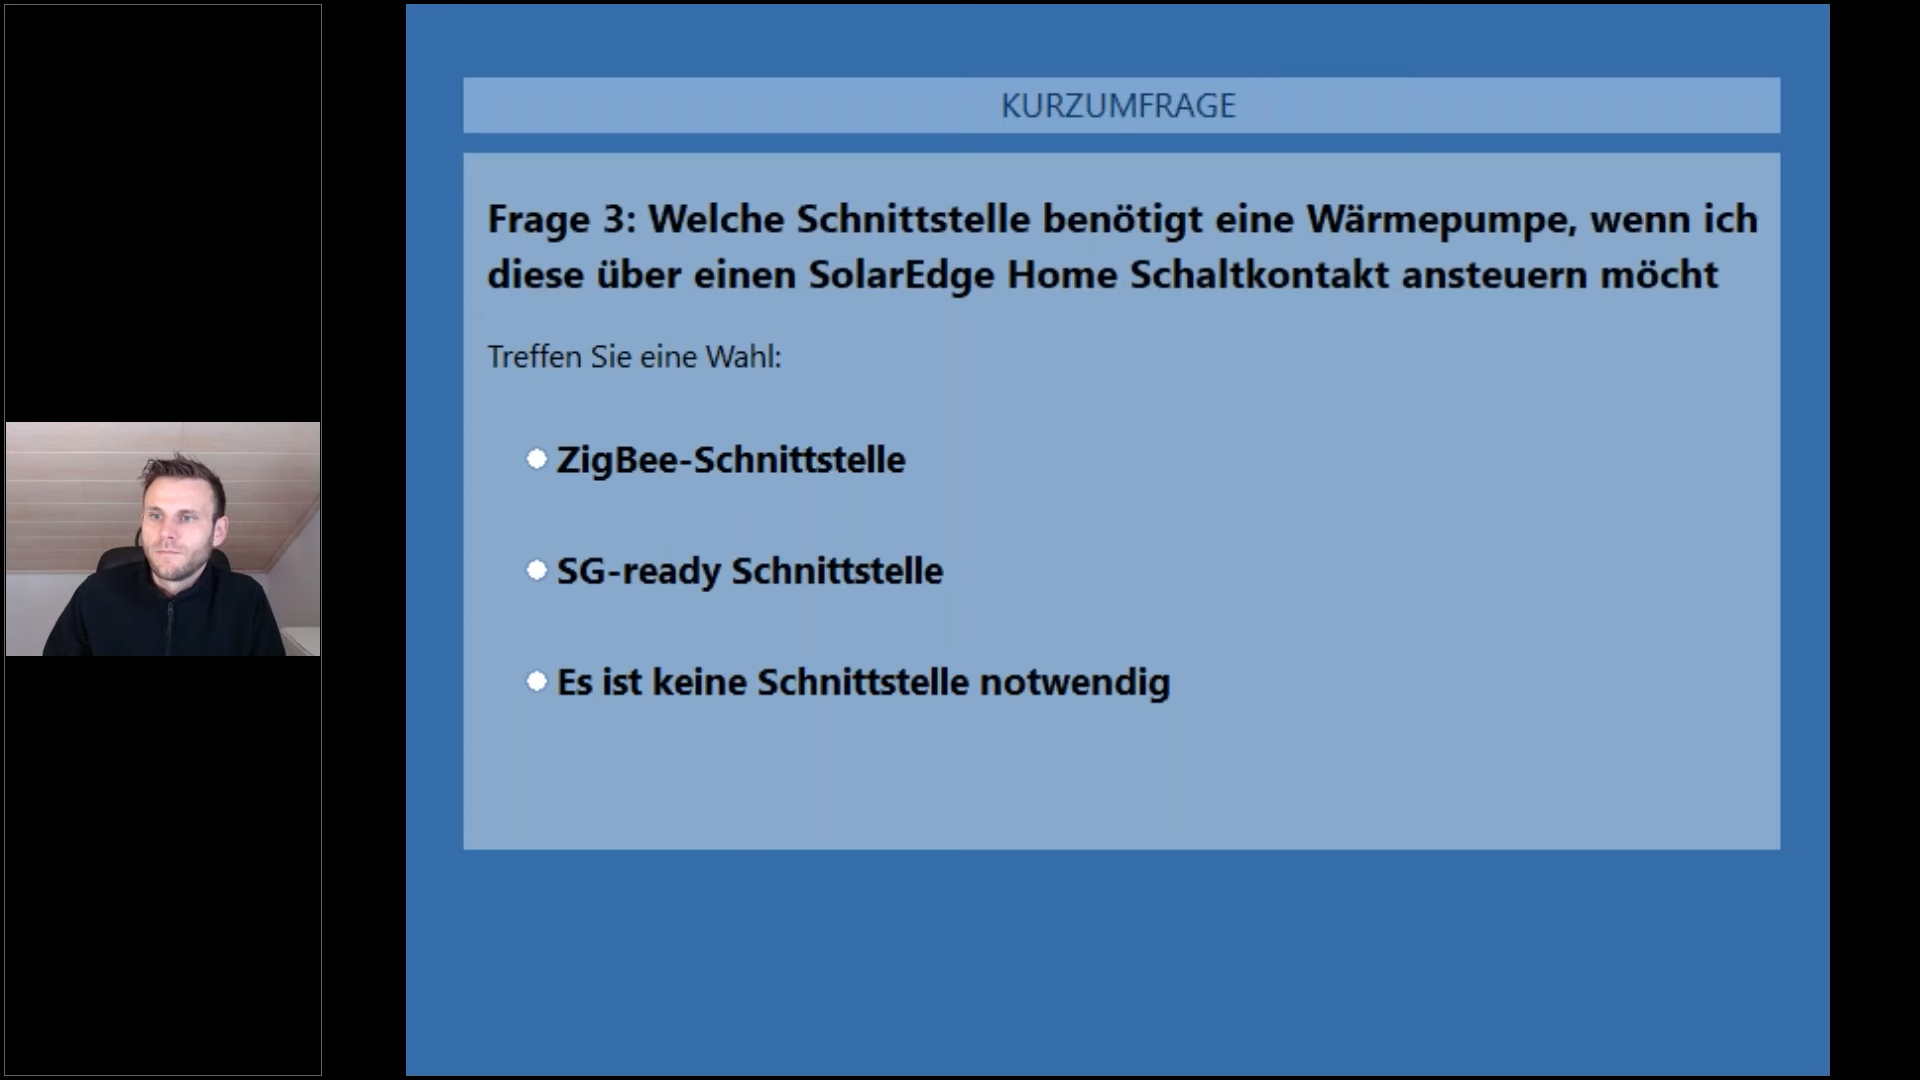 KURZUMFRAGE
Frage 3: Welche Schnittstelle benötigt eine Wärmepumpe, wenn ich
diese über einen SolarEdge Home Schaltkontakt ansteuern möcht
Treffen Sie eine Wahl:
ZigBee-Schnittstelle
SG-ready Schnittstelle
Es ist keine Schnittstelle notwendig